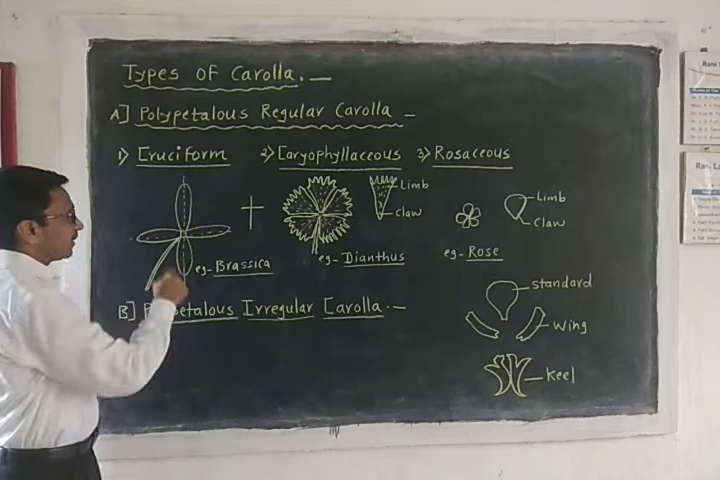 Types of Carolla.
A] Polypetalous Regular Carolla -
1) Cruciform 2) Caryophyllaceous 3) Rosaceous
Limb
claw
Limb
claw
eg- Brassica
eg- Dianthus
eg- Rose
B] Irregular Carolla. -
standard
wing
keel